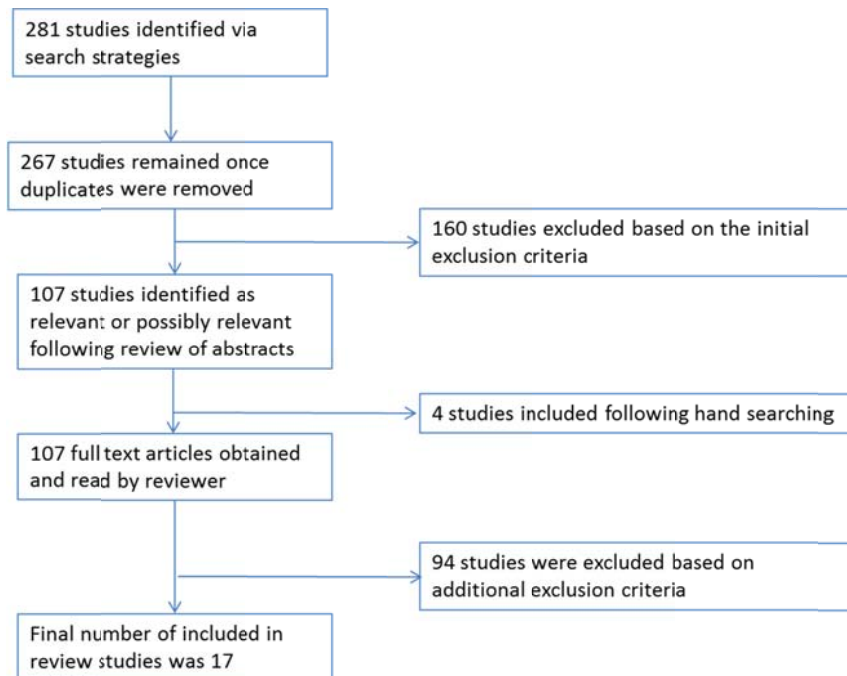 281 studies identified via
search strategies
267 studies remained once
duplicates were removed
160 studies excluded based on the initial
exclusion criteria
107 studies identified as
relevant or possibly relevant
following review of abstracts
4 studies included following hand searching
107 full text articles obtained
and read by reviewer
94 studies were excluded based on
additional exclusion criteria
Final number of included in
review studies was 17